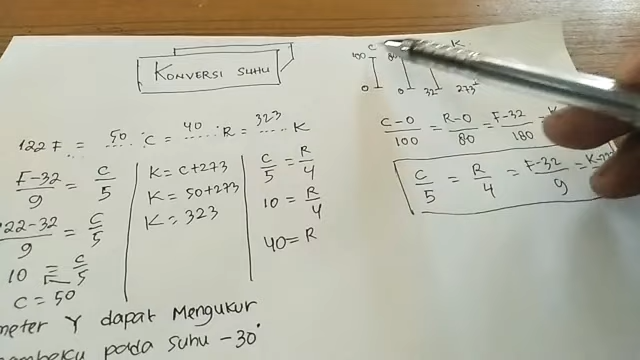 KONVERSI SUHU
122 F = ..50.. C = ..40.. R = ..323.. K
F-32/9 = C/5
22-32/9 = C/5
10 = C/5
C = 50
K = C+273
K = 50+273
K = 323
C/5 = R/4
10 = R/4
40 = R
C K
100
0 0 32 273
C-0/100 = R-0/80 = F-32/180 =
C/5 = R/4 = F-32/9 =
meter Y dapat Mengukur
pada suhu -30°